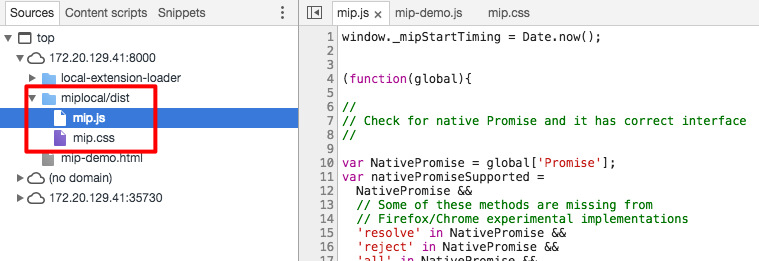 Sources Content scripts Snippets
top
172.20.129.41:8000
local-extension-loader
miplocal/dist
mip.js
mip.css
mip-demo.html
(no domain)
172.20.129.41:35730
mip.js × mip-demo.js mip.css
1 window._mipStartTiming = Date.now();
2
3
4 (function(global){
5
6 //
7 // Check for native Promise and it has correct interface
8 //
9
10 var NativePromise = global['Promise'];
11 var nativePromiseSupported =
12 NativePromise &&
13 // Some of these methods are missing from
14 // Firefox/Chrome experimental implementations
15 'resolve' in NativePromise &&
16 'reject' in NativePromise &&
17 'all' in NativePromise &&